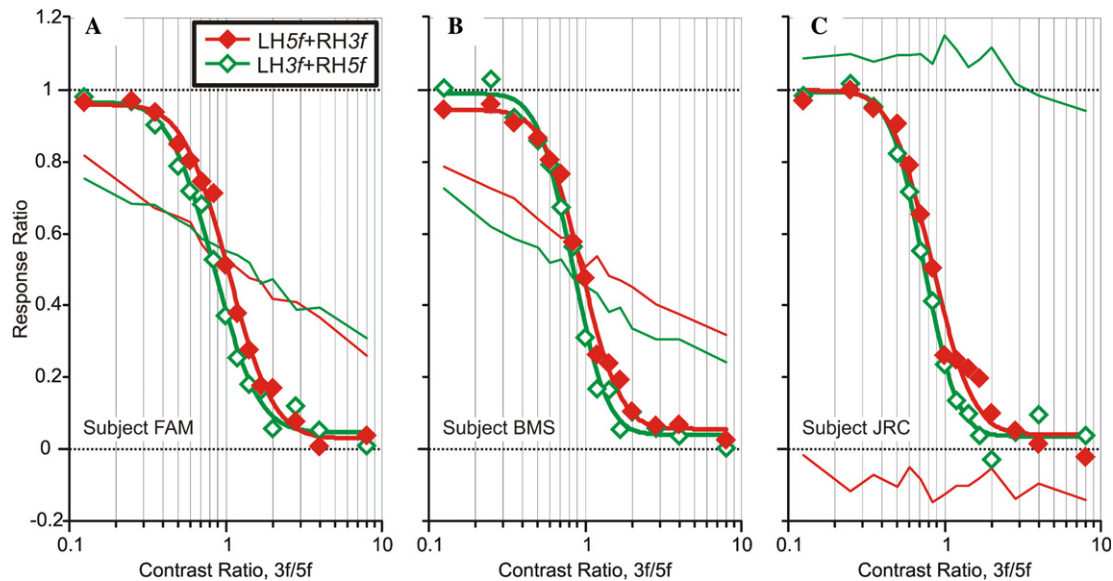 A
B
C
LH5f+RH3f
LH3f+RH5f
1.2
1
0.8
0.6
0.4
0.2
0
-0.2
Response Ratio
Subject FAM
Subject BMS
Subject JRC
0.1
1
10
0.1
1
10
0.1
1
10
Contrast Ratio, 3f/5f
Contrast Ratio, 3f/5f
Contrast Ratio, 3f/5f